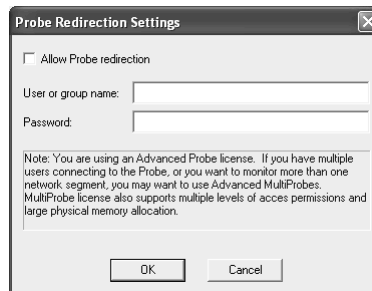 Probe Redirection Settings
Allow Probe redirection
User or group name:
Password:
Note: You are using an Advanced Probe license. If you have multiple
users connecting to the Probe, or you want to monitor more than one
network segment, you may want to use Advanced MultiProbes.
MultiProbe license also supports multiple levels of acces permissions and
large physical memory allocation.
OK
Cancel